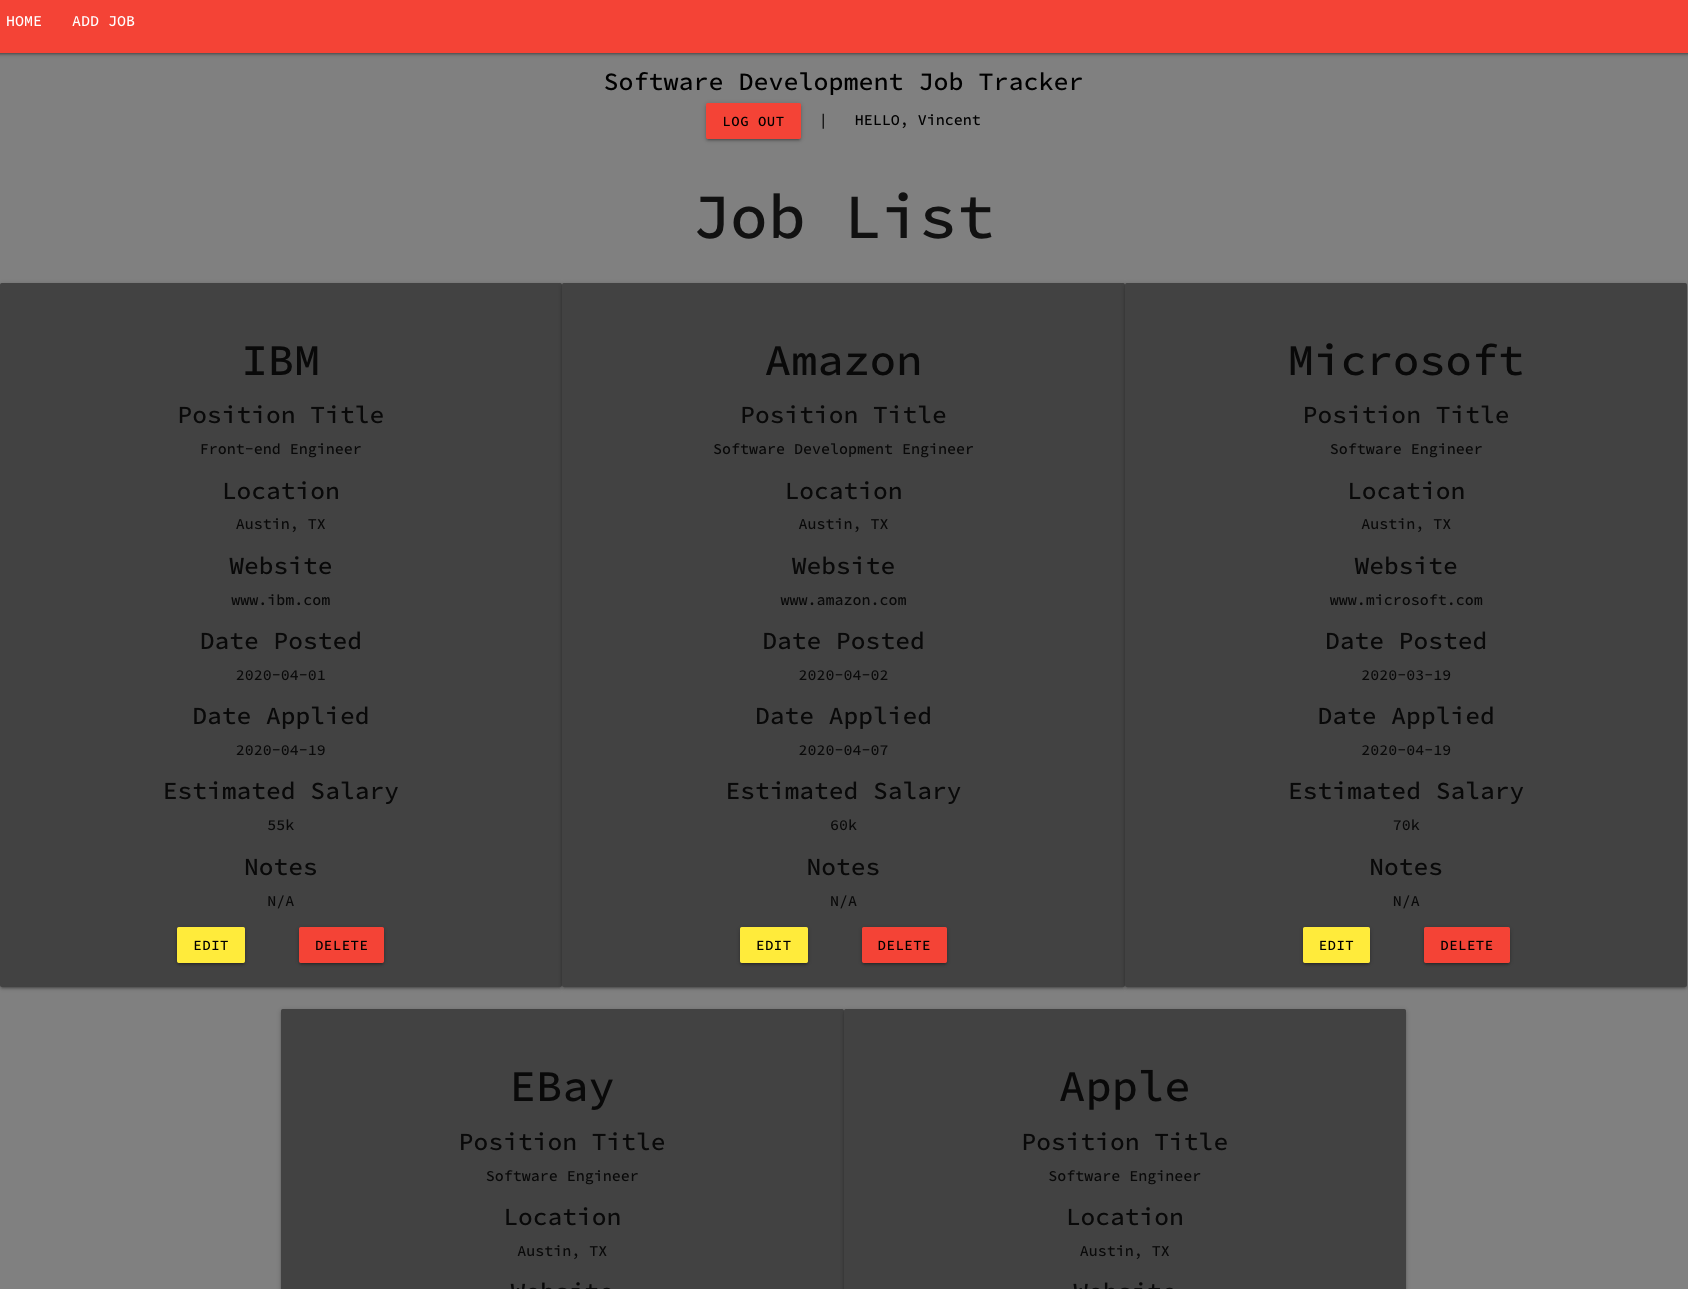 HOME ADD JOB
Software Development Job Tracker
LOG OUT | HELLO, Vincent
Job List
IBM
Position Title
Front-end Engineer
Location
Austin, TX
Website
www.ibm.com
Date Posted
2020-04-01
Date Applied
2020-04-19
Estimated Salary
55k
Notes
N/A
EDIT DELETE
Amazon
Position Title
Software Development Engineer
Location
Austin, TX
Website
www.amazon.com
Date Posted
2020-04-02
Date Applied
2020-04-07
Estimated Salary
60k
Notes
N/A
EDIT DELETE
Microsoft
Position Title
Software Engineer
Location
Austin, TX
Website
www.microsoft.com
Date Posted
2020-03-19
Date Applied
2020-04-19
Estimated Salary
70k
Notes
N/A
EDIT DELETE
EBay
Position Title
Software Engineer
Location
Austin, TX
Website
Apple
Position Title
Software Engineer
Location
Austin, TX
Website